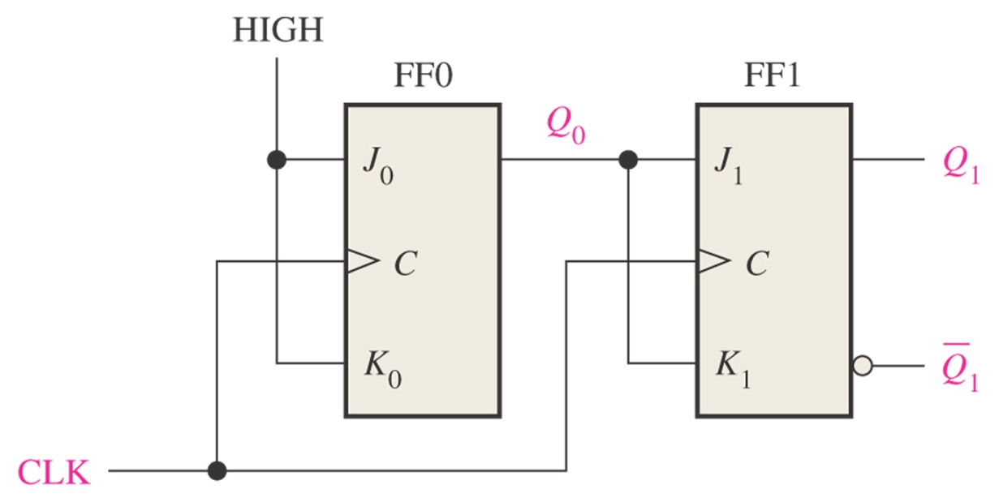 HIGH
FF0
FF1
Q₀
J₀
J₁
Q₁
C
C
K₀
K₁
Q̅₁
CLK